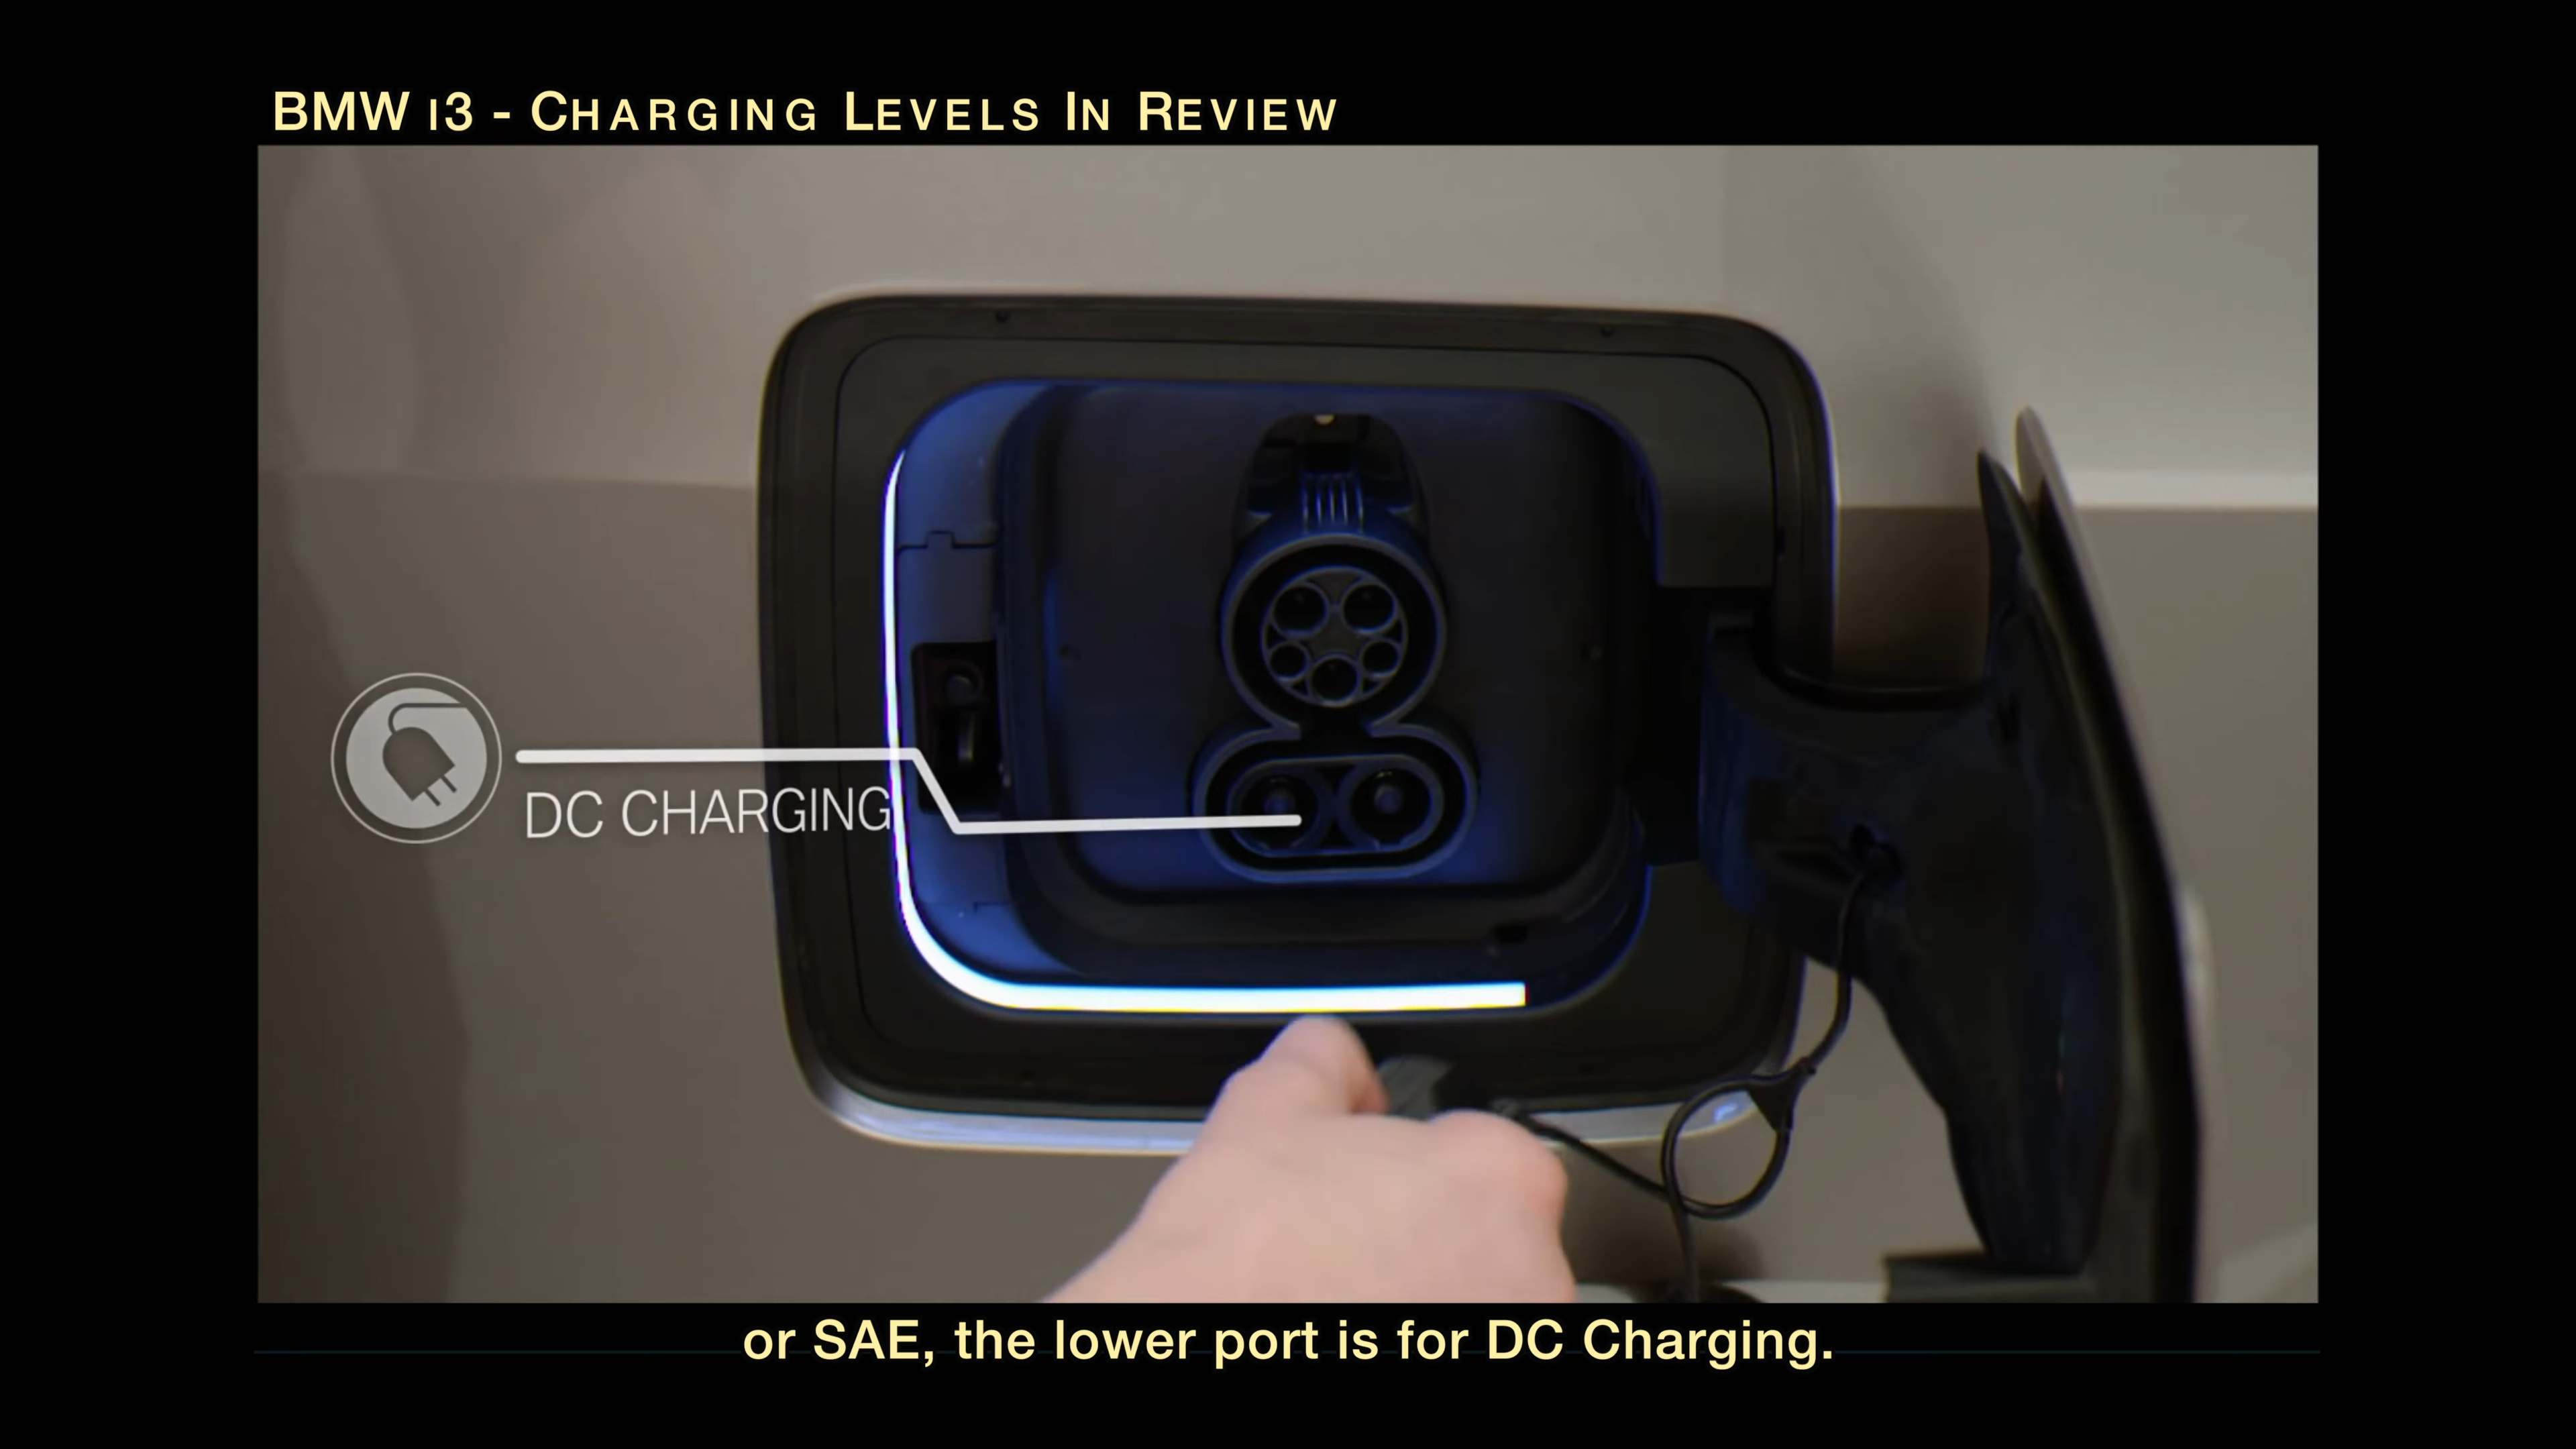 BMW i3 - Charging Levels In Review
DC CHARGING
or SAE, the lower port is for DC Charging.